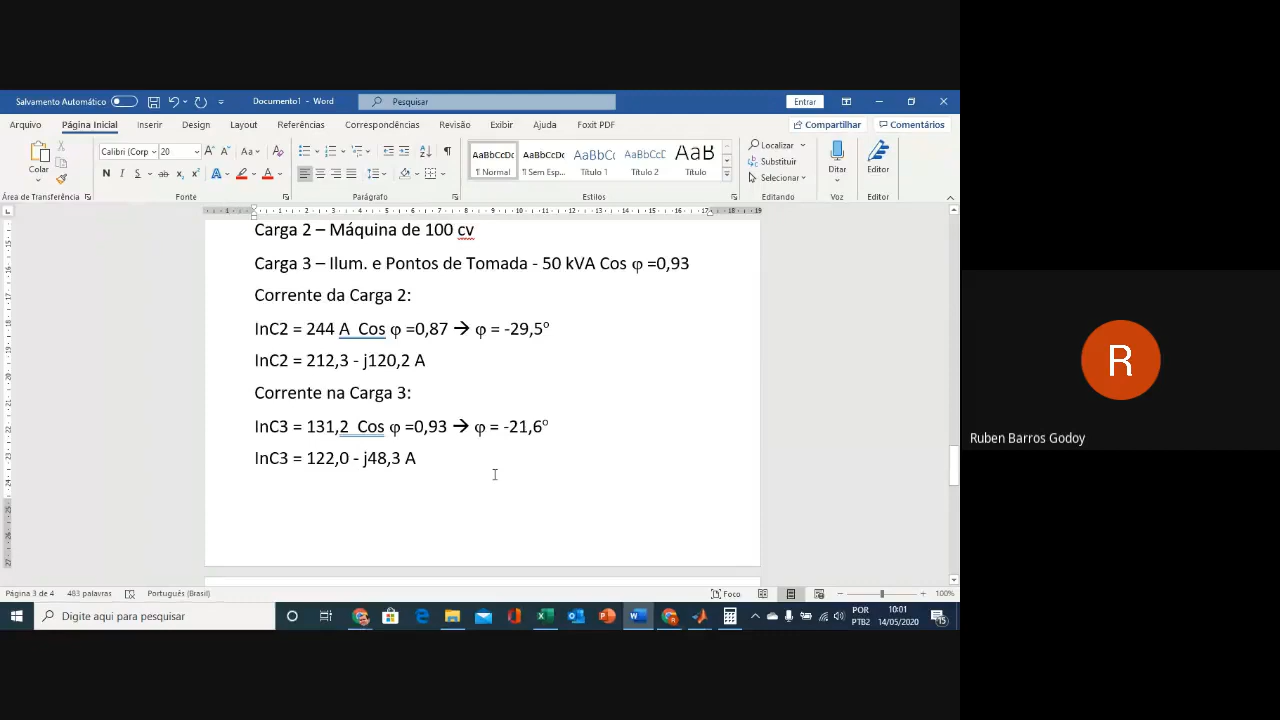 Salvamento Automático
Documento1 - Word
Pesquisar
Entrar
Arquivo
Página Inicial
Inserir
Design
Layout
Referências
Correspondências
Revisão
Exibir
Ajuda
Foxit PDF
Compartilhar
Comentários
Colar
Calibri (Corp
20
N I S ab x₂ x²
AaBbCcDc
AaBbCcDc
AaBbCc
AaBbCcC
AaB
¶ Normal
¶ Sem Esp...
Título 1
Título 2
Título
Localizar
Substituir
Selecionar
Ditar
Editor
Área de Transferência
Fonte
Parágrafo
Estilos
Editando
Voz
Editor
Carga 2 – Máquina de 100 cv
Carga 3 – Ilum. e Pontos de Tomada - 50 kVA Cos φ =0,93
Corrente da Carga 2:
InC2 = 244 A  Cos φ =0,87 → φ = -29,5º
InC2 = 212,3 - j120,2 A
Corrente na Carga 3:
InC3 = 131,2  Cos φ =0,93 → φ = -21,6º
InC3 = 122,0 - j48,3 A
R
Ruben Barros Godoy
Página 3 de 4
483 palavras
Português (Brasil)
Foco
100%
Digite aqui para pesquisar
POR
PTB2
10:01
14/05/2020
15